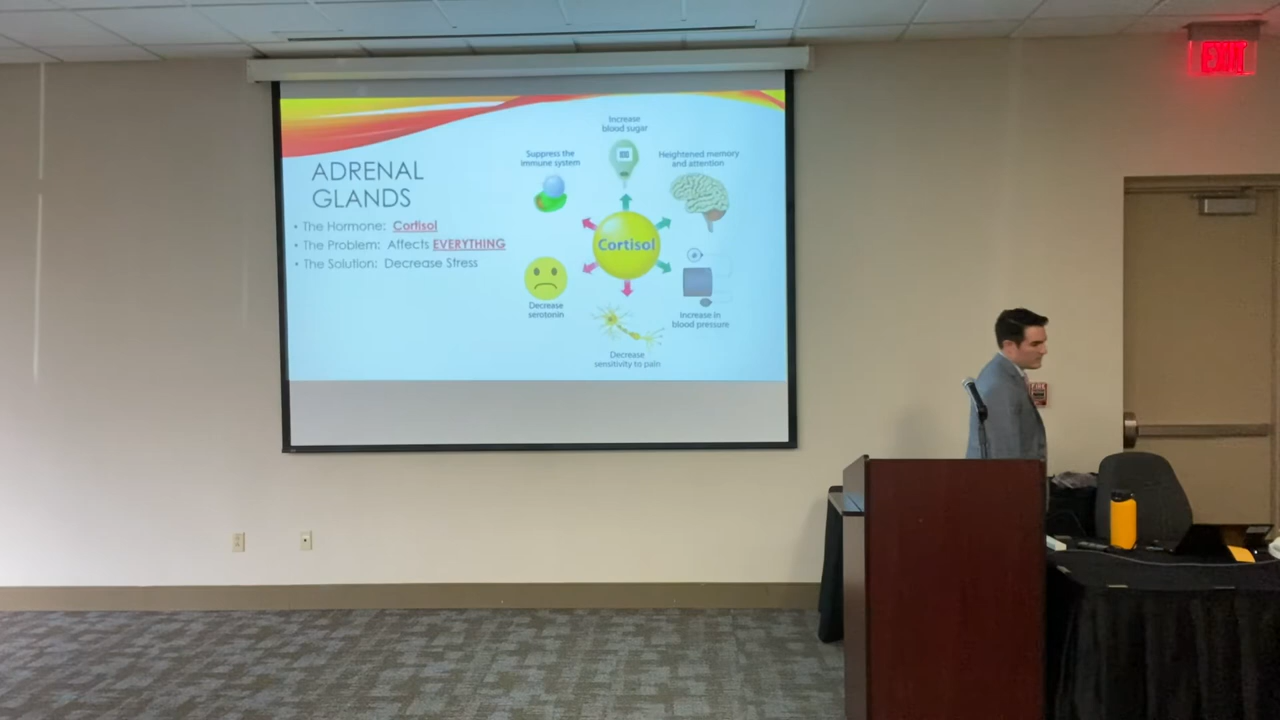 EXIT
ADRENAL
GLANDS
• The Hormone: Cortisol
• The Problem: Affects EVERYTHING
• The Solution: Decrease Stress
Increase
blood sugar
Suppress the
immune system
Heightened memory
and attention
Cortisol
Decrease
serotonin
Increase in
blood pressure
Decrease
sensitivity to pain